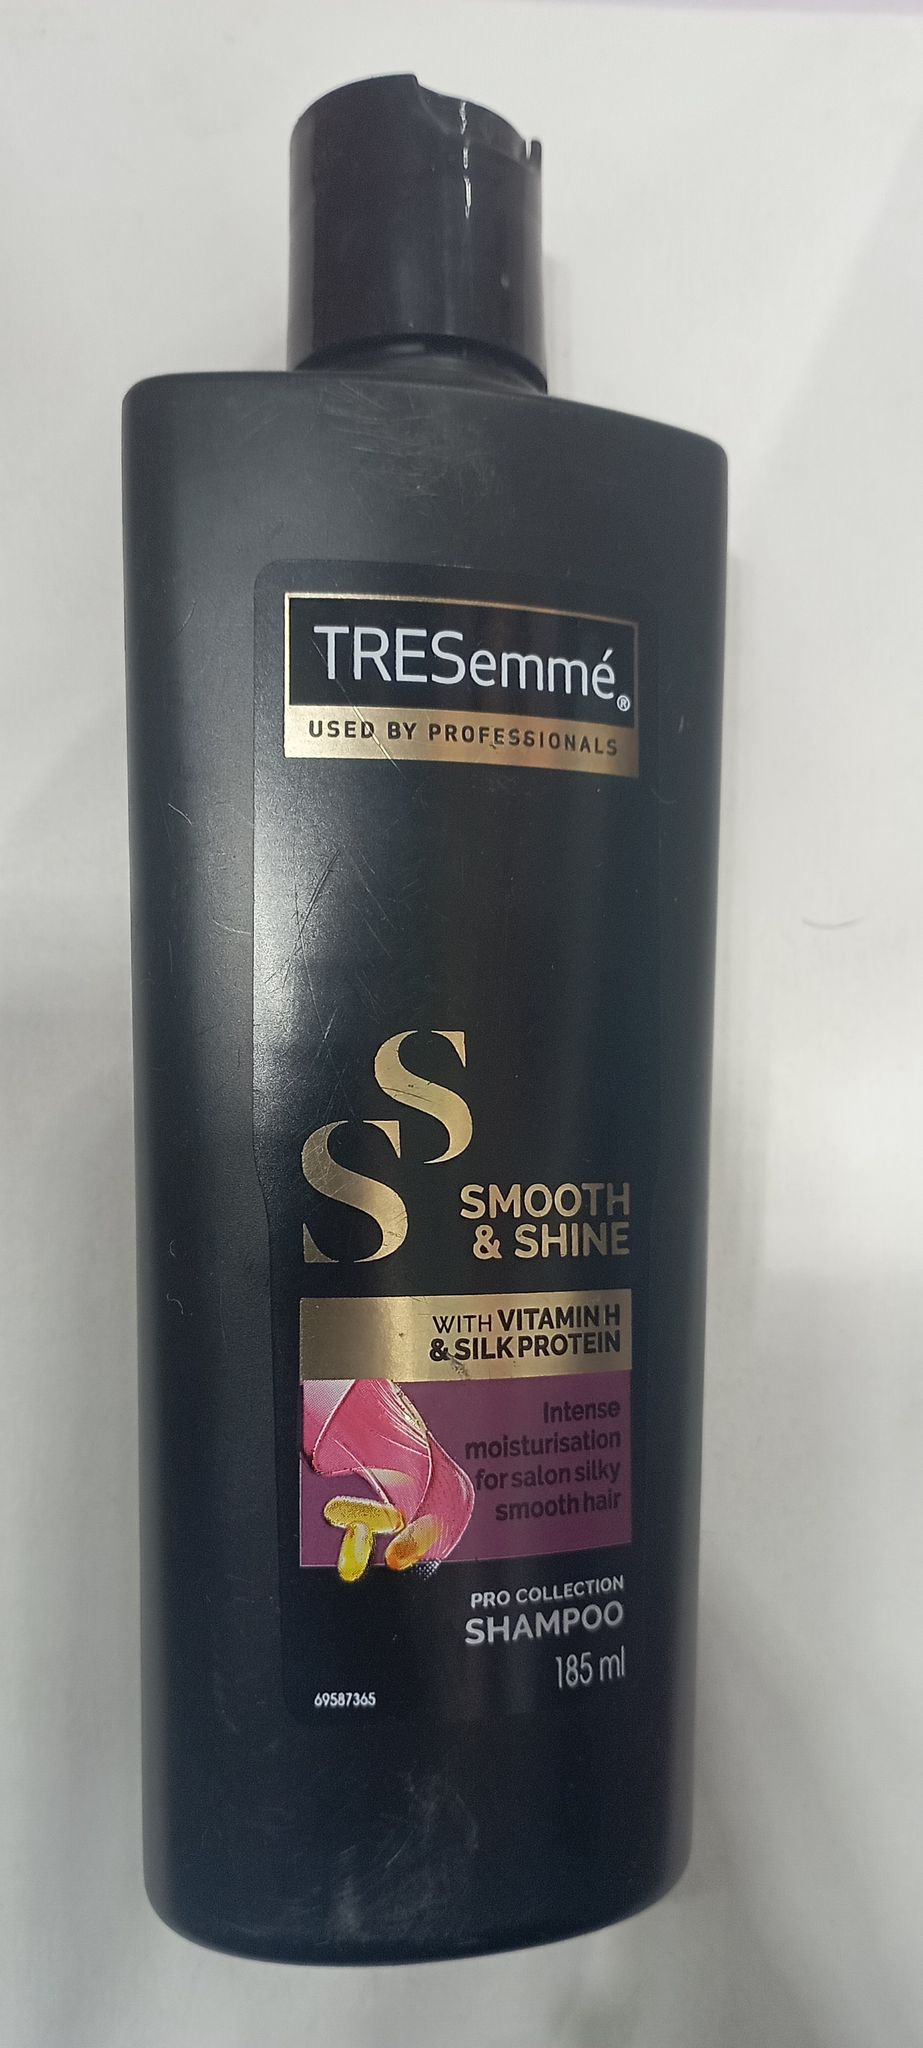 TRESemmé®
USED BY PROFESSIONALS
SS
SMOOTH
& SHINE
WITH VITAMIN H
& SILK PROTEIN
Intense
moisturisation
for salon silky
smooth hair
PRO COLLECTION
SHAMPOO
185 ml
69587365